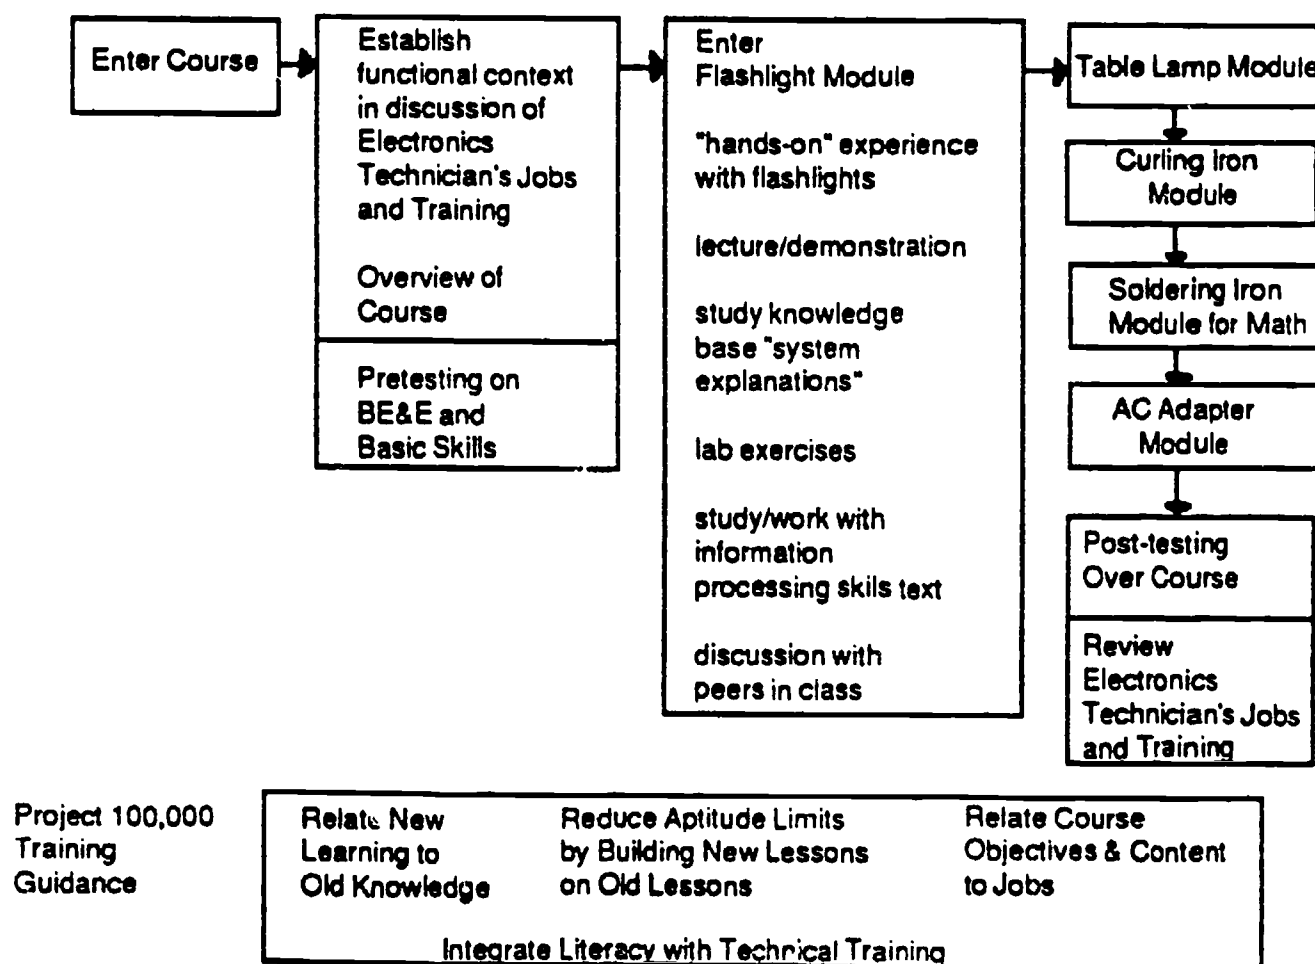 Enter Course
Establish
functional context
in discussion of
Electronics
Technician's Jobs
and Training
Overview of
Course
Pretesting on
BE&E and
Basic Skills
Enter
Flashlight Module
"hands-on" experience
with flashlights
lecture/demonstration
study knowledge
base "system
explanations"
lab exercises
study/work with
information
processing skils text
discussion with
peers in class
Table Lamp Module
Curling Iron
Module
Soldering Iron
Module for Math
AC Adapter
Module
Post-testing
Over Course
Review
Electronics
Technician's Jobs
and Training
Project 100,000
Training
Guidance
Relate New
Learning to
Old Knowledge
Reduce Aptitude Limits
by Building New Lessons
on Old Lessons
Relate Course
Objectives & Content
to Jobs
Integrate Literacy with Technical Training